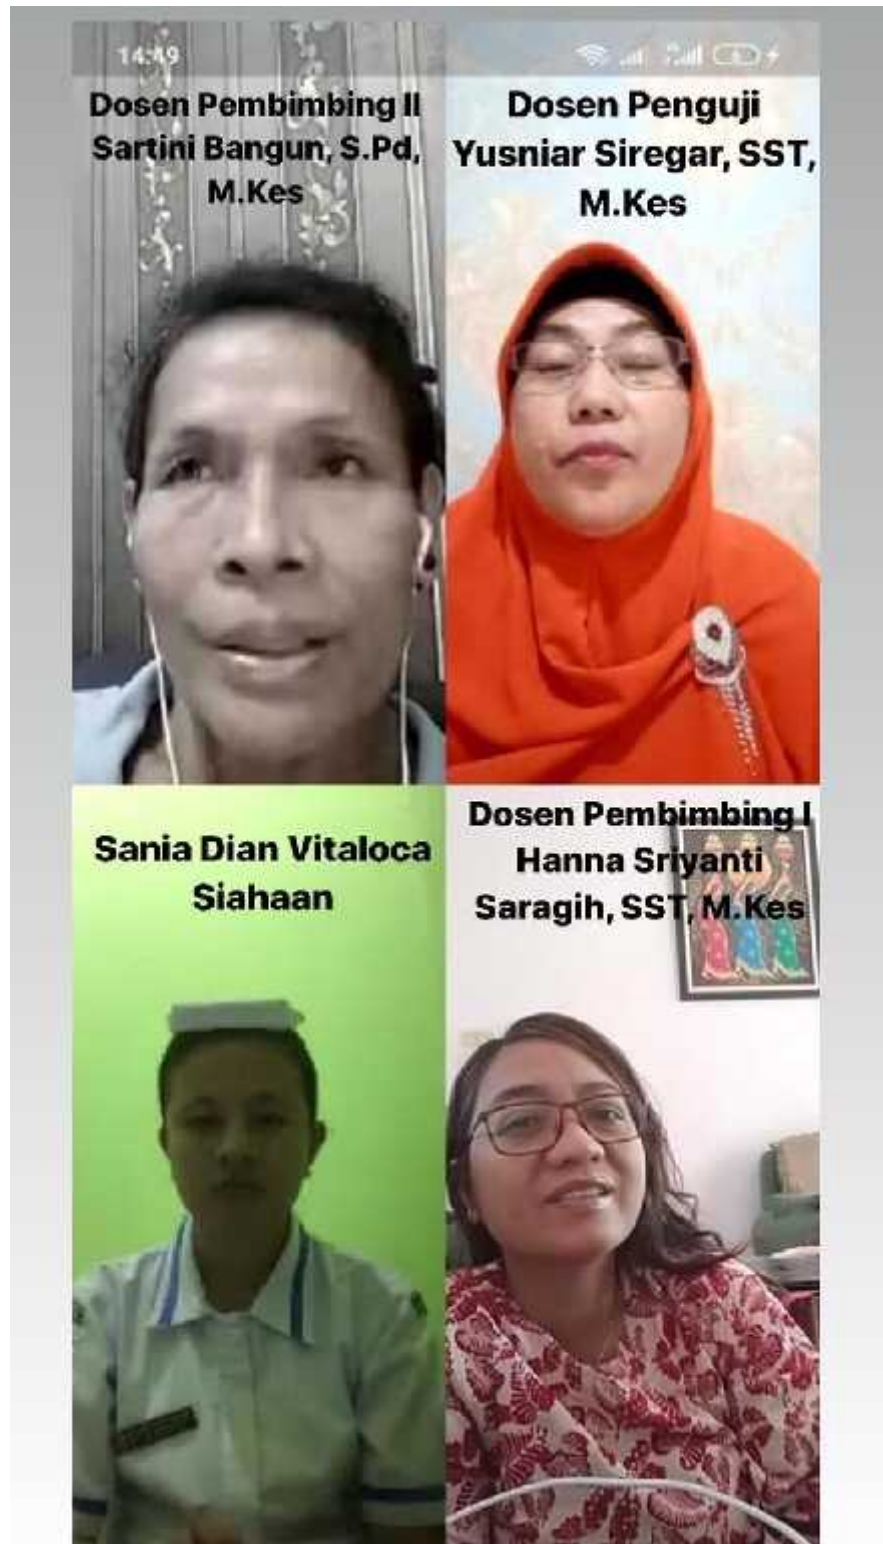 14:49
Dosen Pembimbing II
Sartini Bangun, S.Pd,
M.Kes
Dosen Penguji
Yusniar Siregar, SST,
M.Kes
Sania Dian Vitaloca
Siahaan
Dosen Pembimbing I
Hanna Sriyanti
Saragih, SST, M.Kes